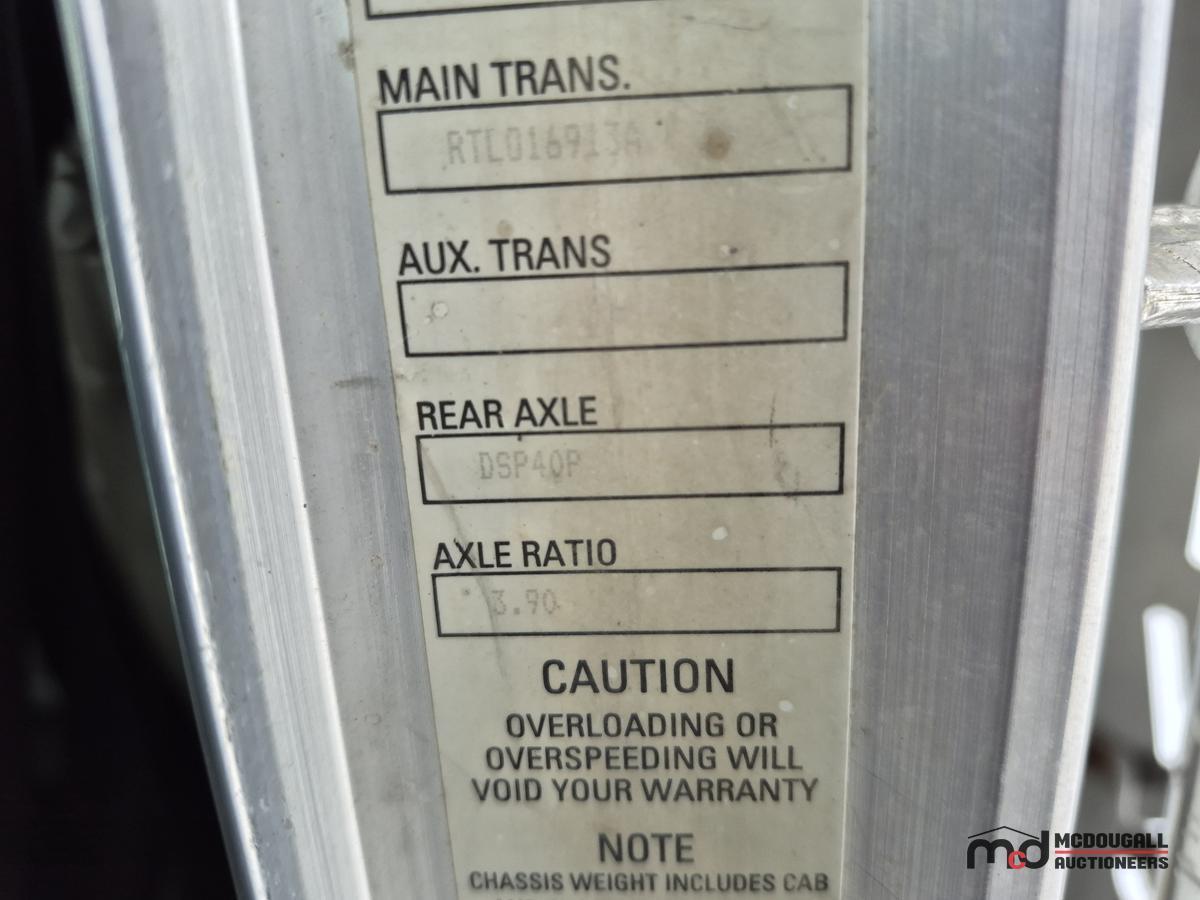 MAIN TRANS.
RTLO16913A
AUX. TRANS
REAR AXLE
DSP40P
AXLE RATIO
3.90
CAUTION
OVERLOADING OR
OVERSPEEDING WILL
VOID YOUR WARRANTY
NOTE
CHASSIS WEIGHT INCLUDES CAB
mcd MCDOUGALL
AUCTIONEERS